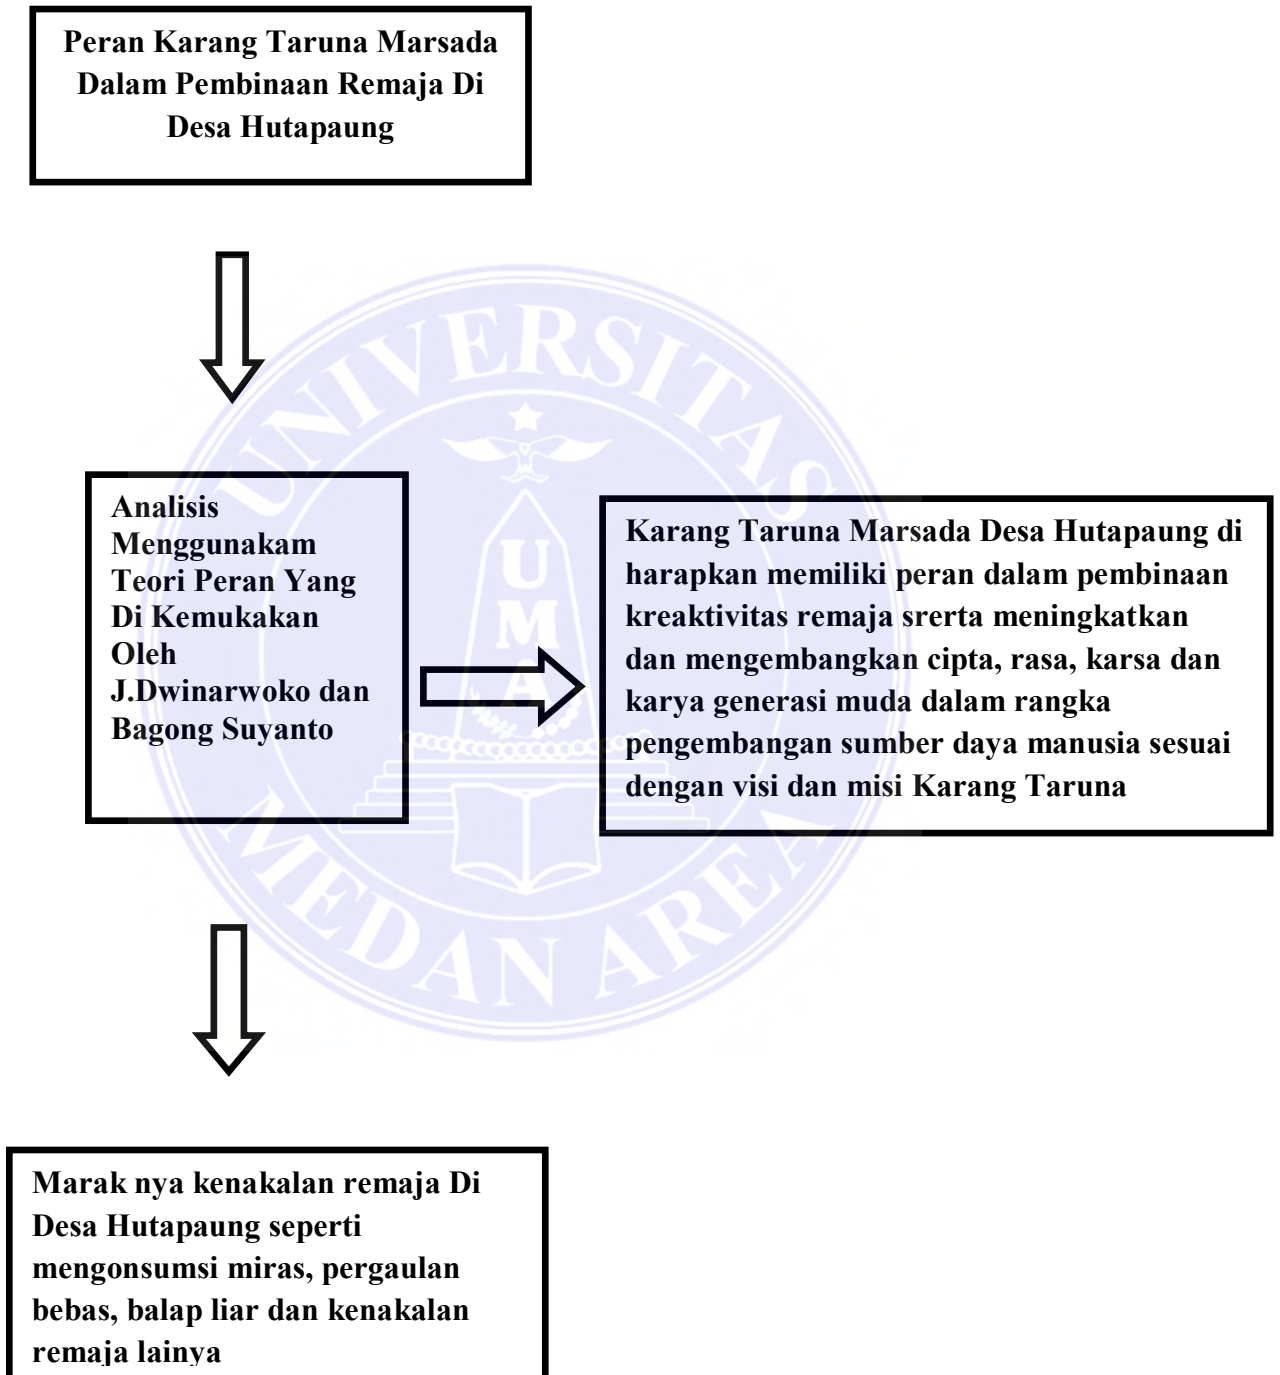 Peran Karang Taruna Marsada
Dalam Pembinaan Remaja Di
Desa Hutapaung
UNIVERSITAS
UMA
MEDAN AREA
Analisis
Menggunakam
Teori Peran Yang
Di Kemukakan
Oleh
J.Dwinarwoko dan
Bagong Suyanto
Karang Taruna Marsada Desa Hutapaung di
harapkan memiliki peran dalam pembinaan
kreaktivitas remaja srerta meningkatkan
dan mengembangkan cipta, rasa, karsa dan
karya generasi muda dalam rangka
pengembangan sumber daya manusia sesuai
dengan visi dan misi Karang Taruna
Marak nya kenakalan remaja Di
Desa Hutapaung seperti
mengonsumsi miras, pergaulan
bebas, balap liar dan kenakalan
remaja lainya